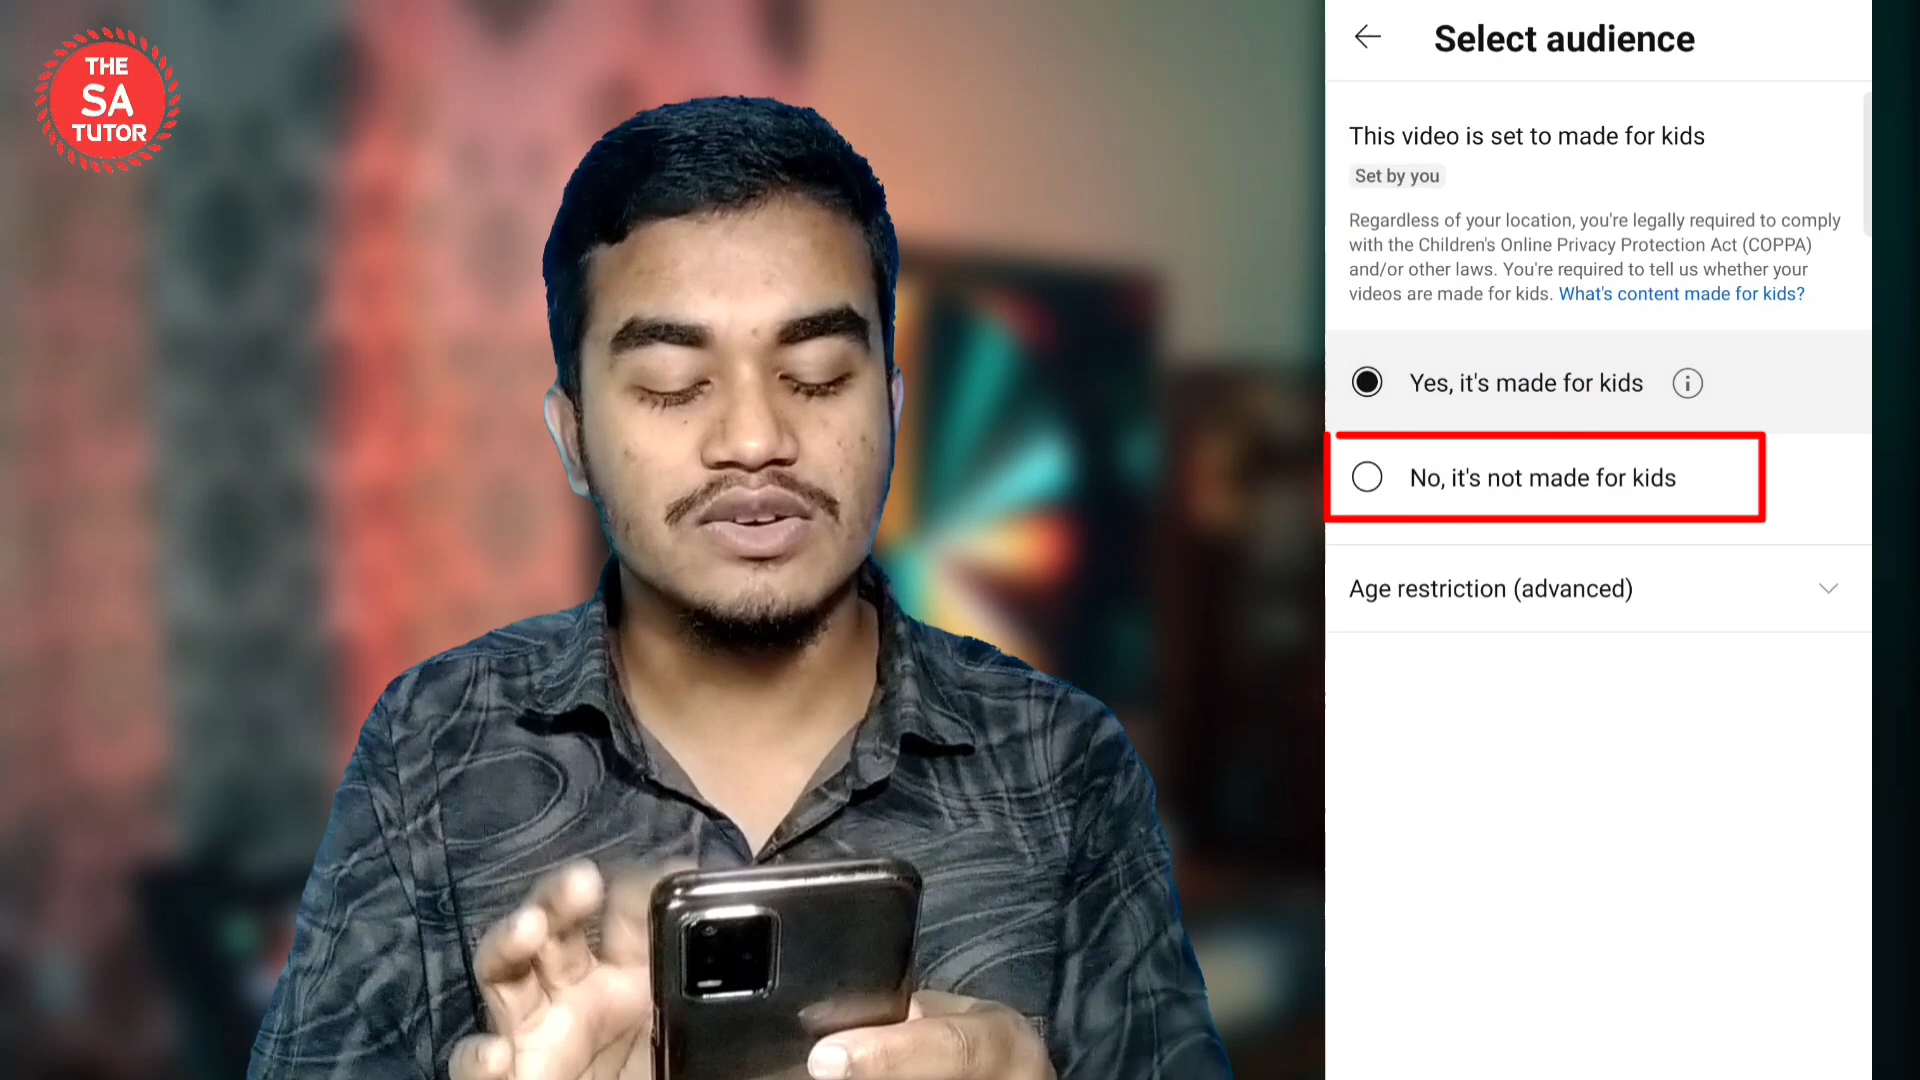 THE
SA
TUTOR
Select audience
This video is set to made for kids
Set by you
Regardless of your location, you're legally required to comply
with the Children's Online Privacy Protection Act (COPPA)
and/or other laws. You're required to tell us whether your
videos are made for kids. What's content made for kids?
Yes, it's made for kids
No, it's not made for kids
Age restriction (advanced)